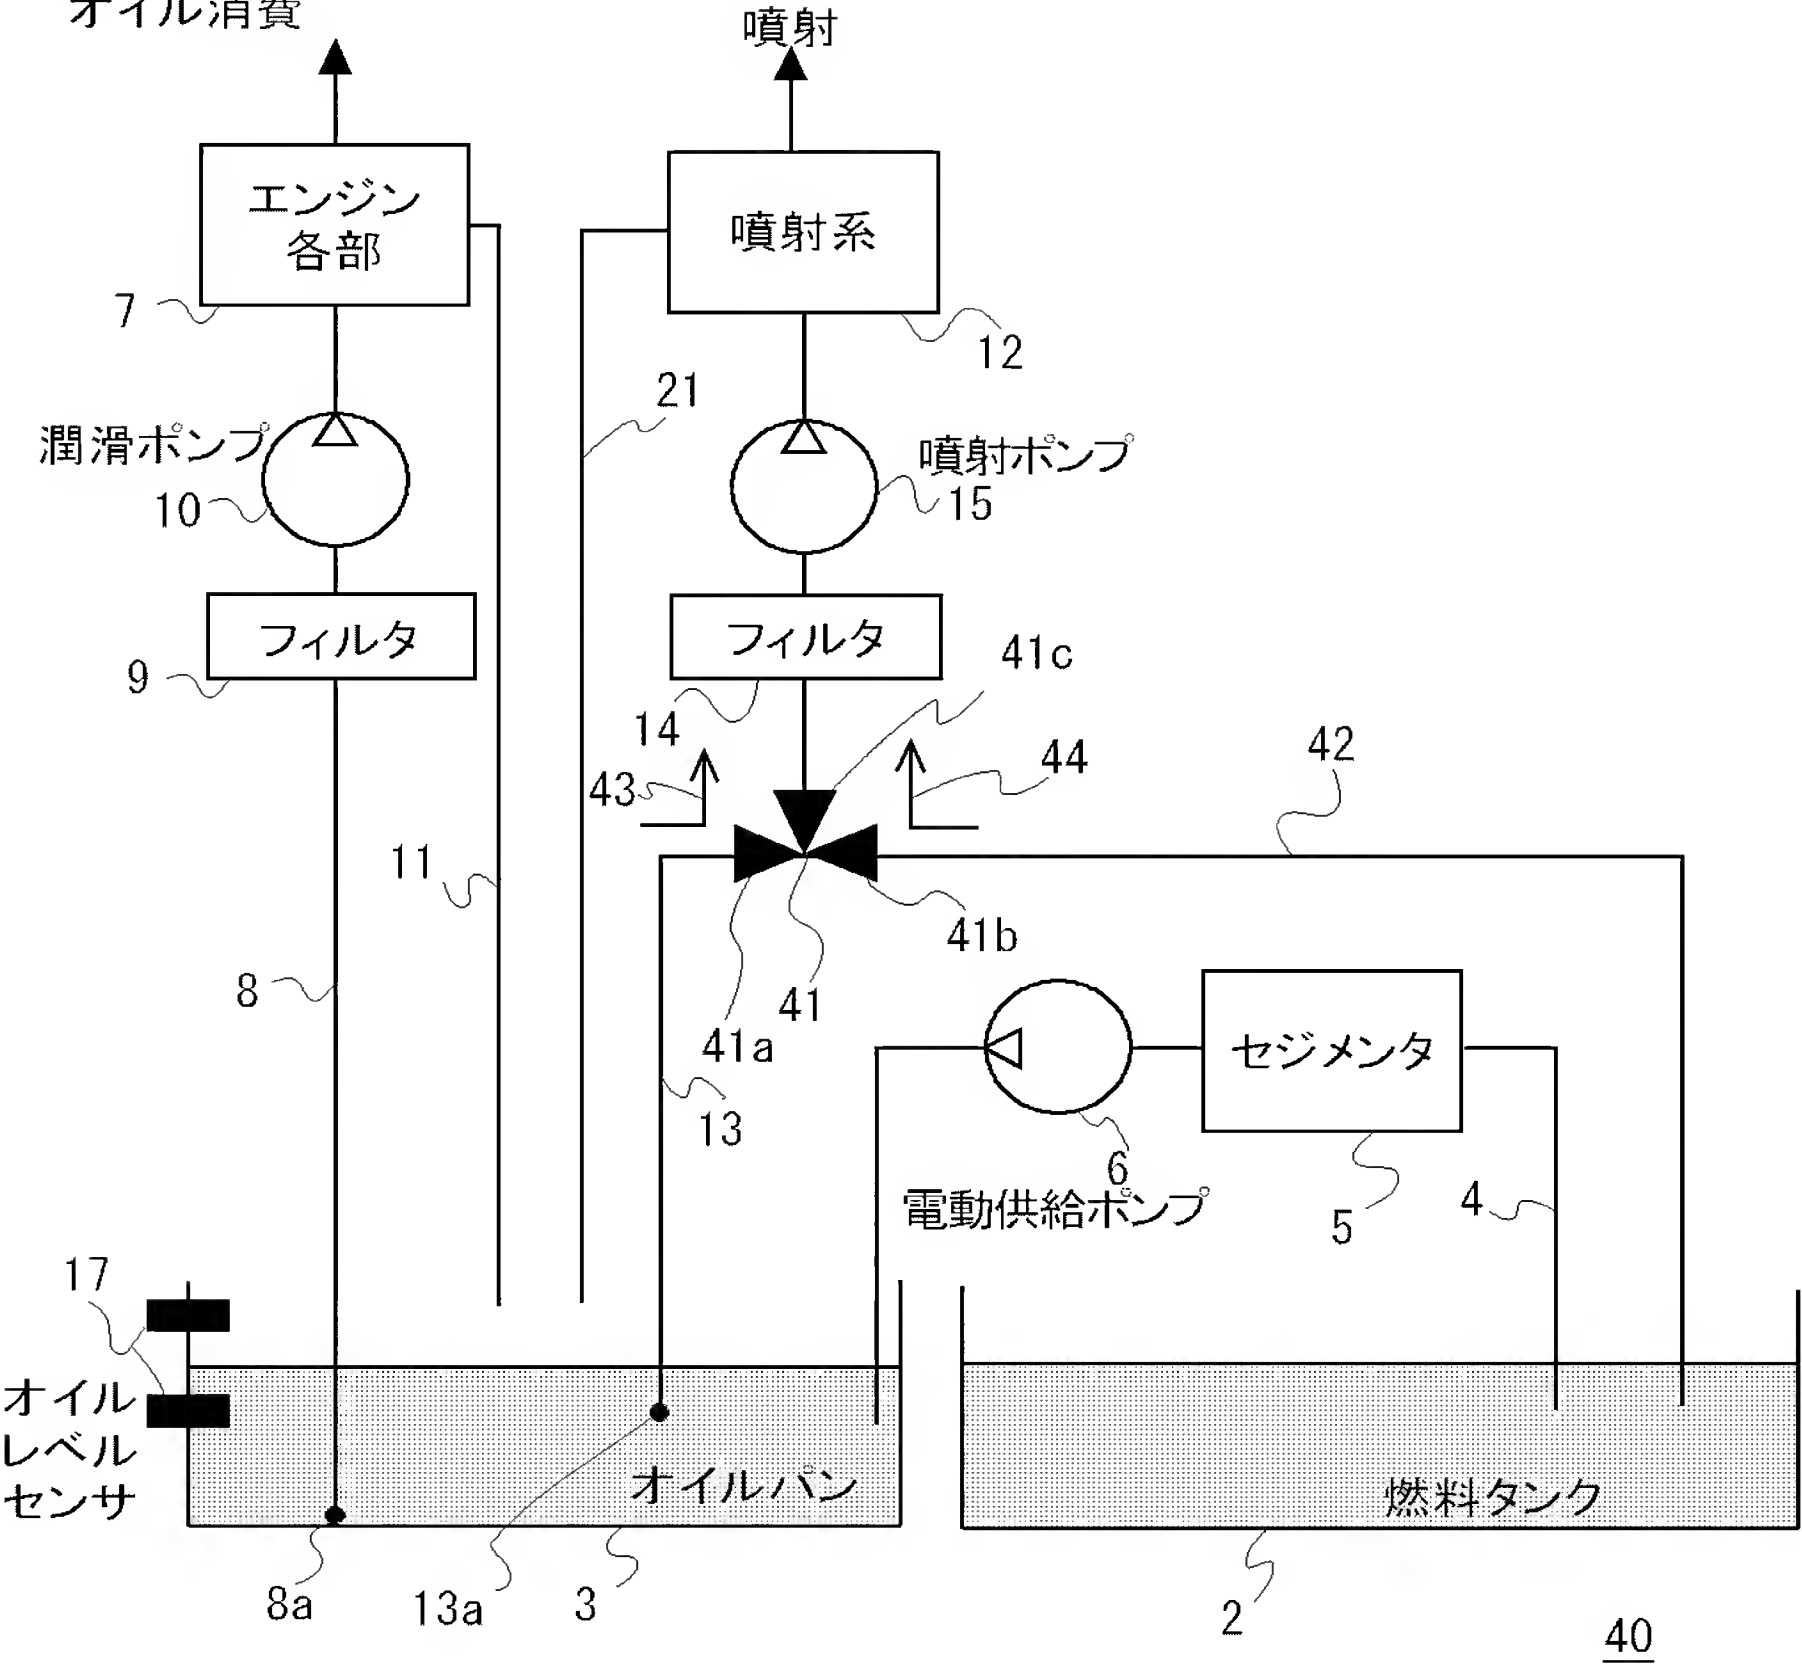 オイル消費
噴射
エンジン
各部
噴射系
7
12
21
潤滑ポンプ
10
噴射ポンプ
15
フィルタ
フィルタ
9
14
41c
43
44
42
11
41b
8
41
41a
セジメンタ
13
6
電動供給ポンプ
5
4
17
オイル
レベル
センサ
オイルパン
燃料タンク
8a
13a
3
2
40